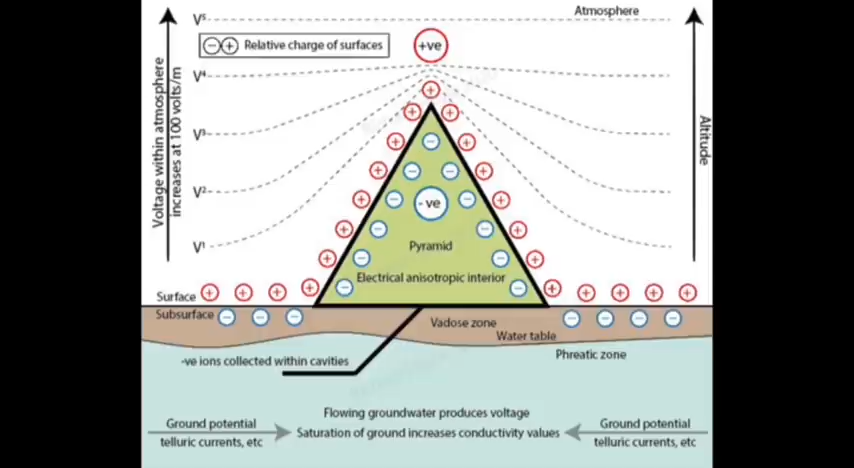 Atmosphere
V⁵
Relative charge of surfaces
+ve
V⁴
Voltage within atmosphere
increases at 100 volts/m
V³
Altitude
V²
- ve
V¹
Pyramid
Electrical anisotropic interior
Surface
Subsurface
Vadose zone
Water table
-ve ions collected within cavities
Phreatic zone
Ground potential
telluric currents, etc
Flowing groundwater produces voltage
Saturation of ground increases conductivity values
Ground potential
telluric currents, etc